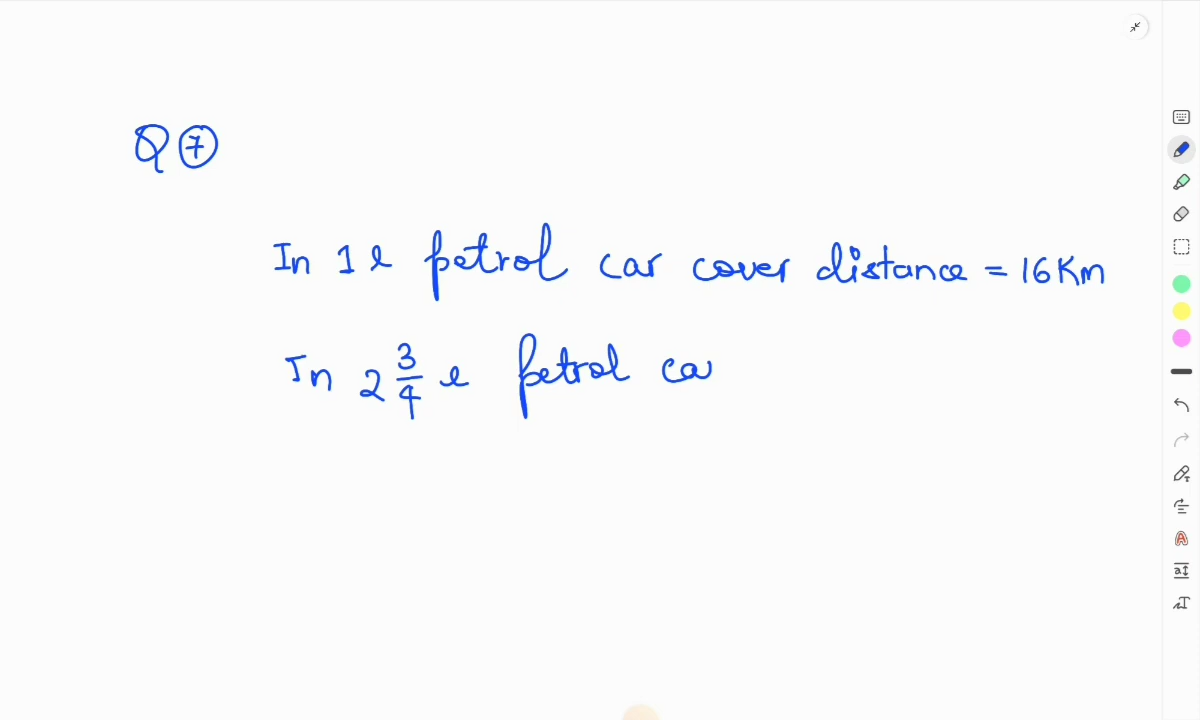 Q 7
In 1 l petrol car cover distance = 16 Km
In 2 3/4 l petrol ca